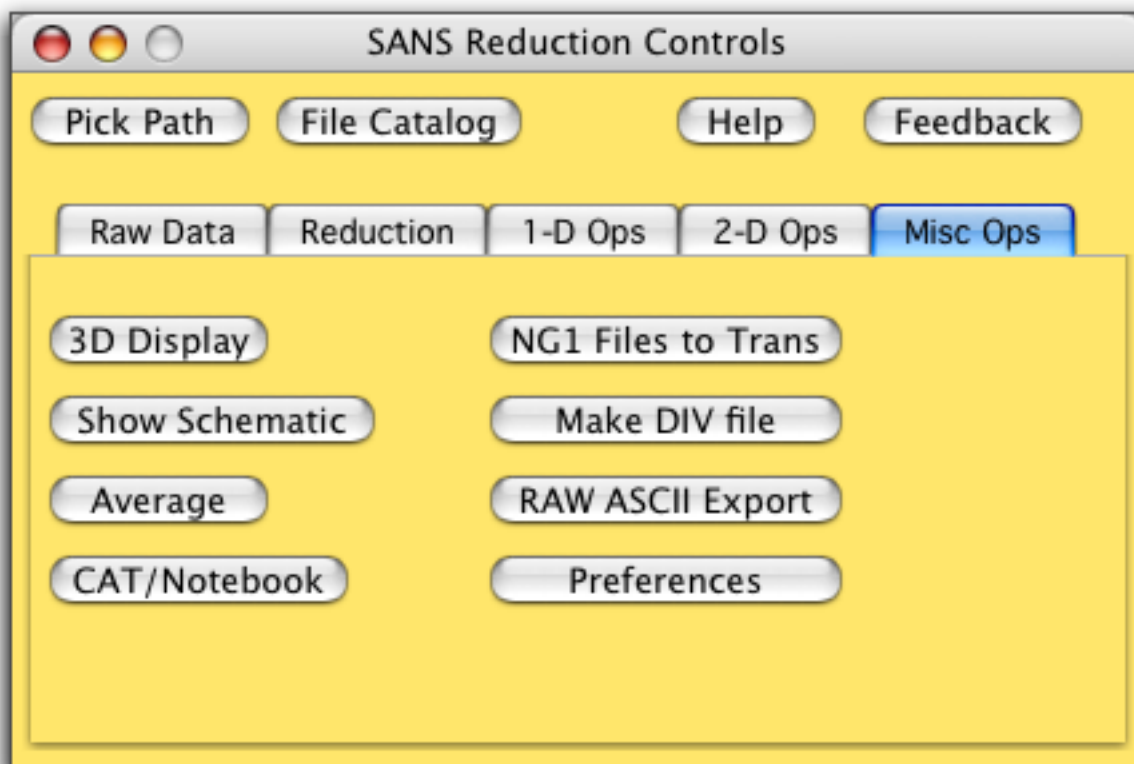 SANS Reduction Controls
Pick Path File Catalog Help Feedback
Raw Data Reduction 1-D Ops 2-D Ops Misc Ops
3D Display NG1 Files to Trans
Show Schematic Make DIV file
Average RAW ASCII Export
CAT/Notebook Preferences